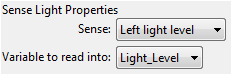 Sense Light Properties
Sense: Left light level
Variable to read into: Light_Level